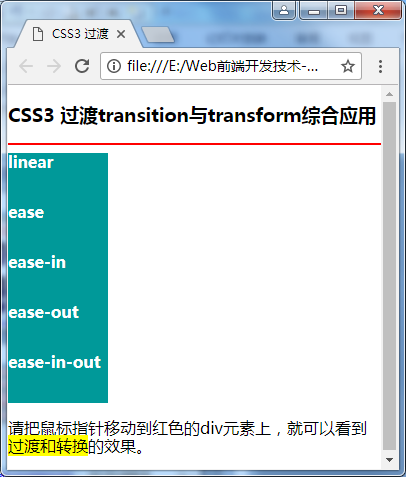 CSS3 过渡
file:///E:/Web前端开发技术-...
CSS3 过渡transition与transform综合应用
linear
ease
ease-in
ease-out
ease-in-out
请把鼠标指针移动到红色的div元素上，就可以看到
过渡和转换的效果。